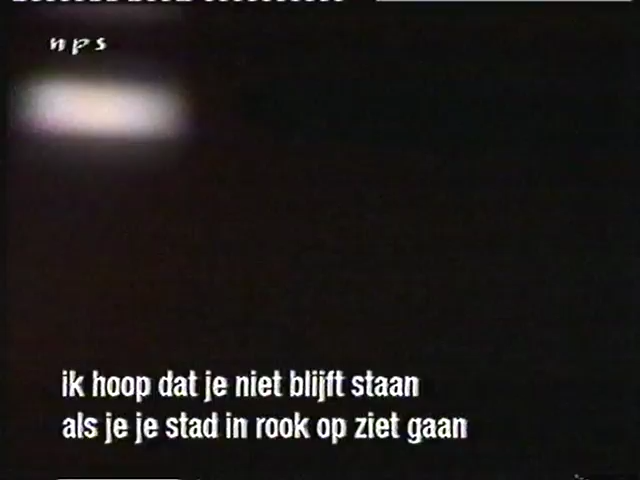 nps
ik hoop dat je niet blijft staan
als je je stad in rook op ziet gaan